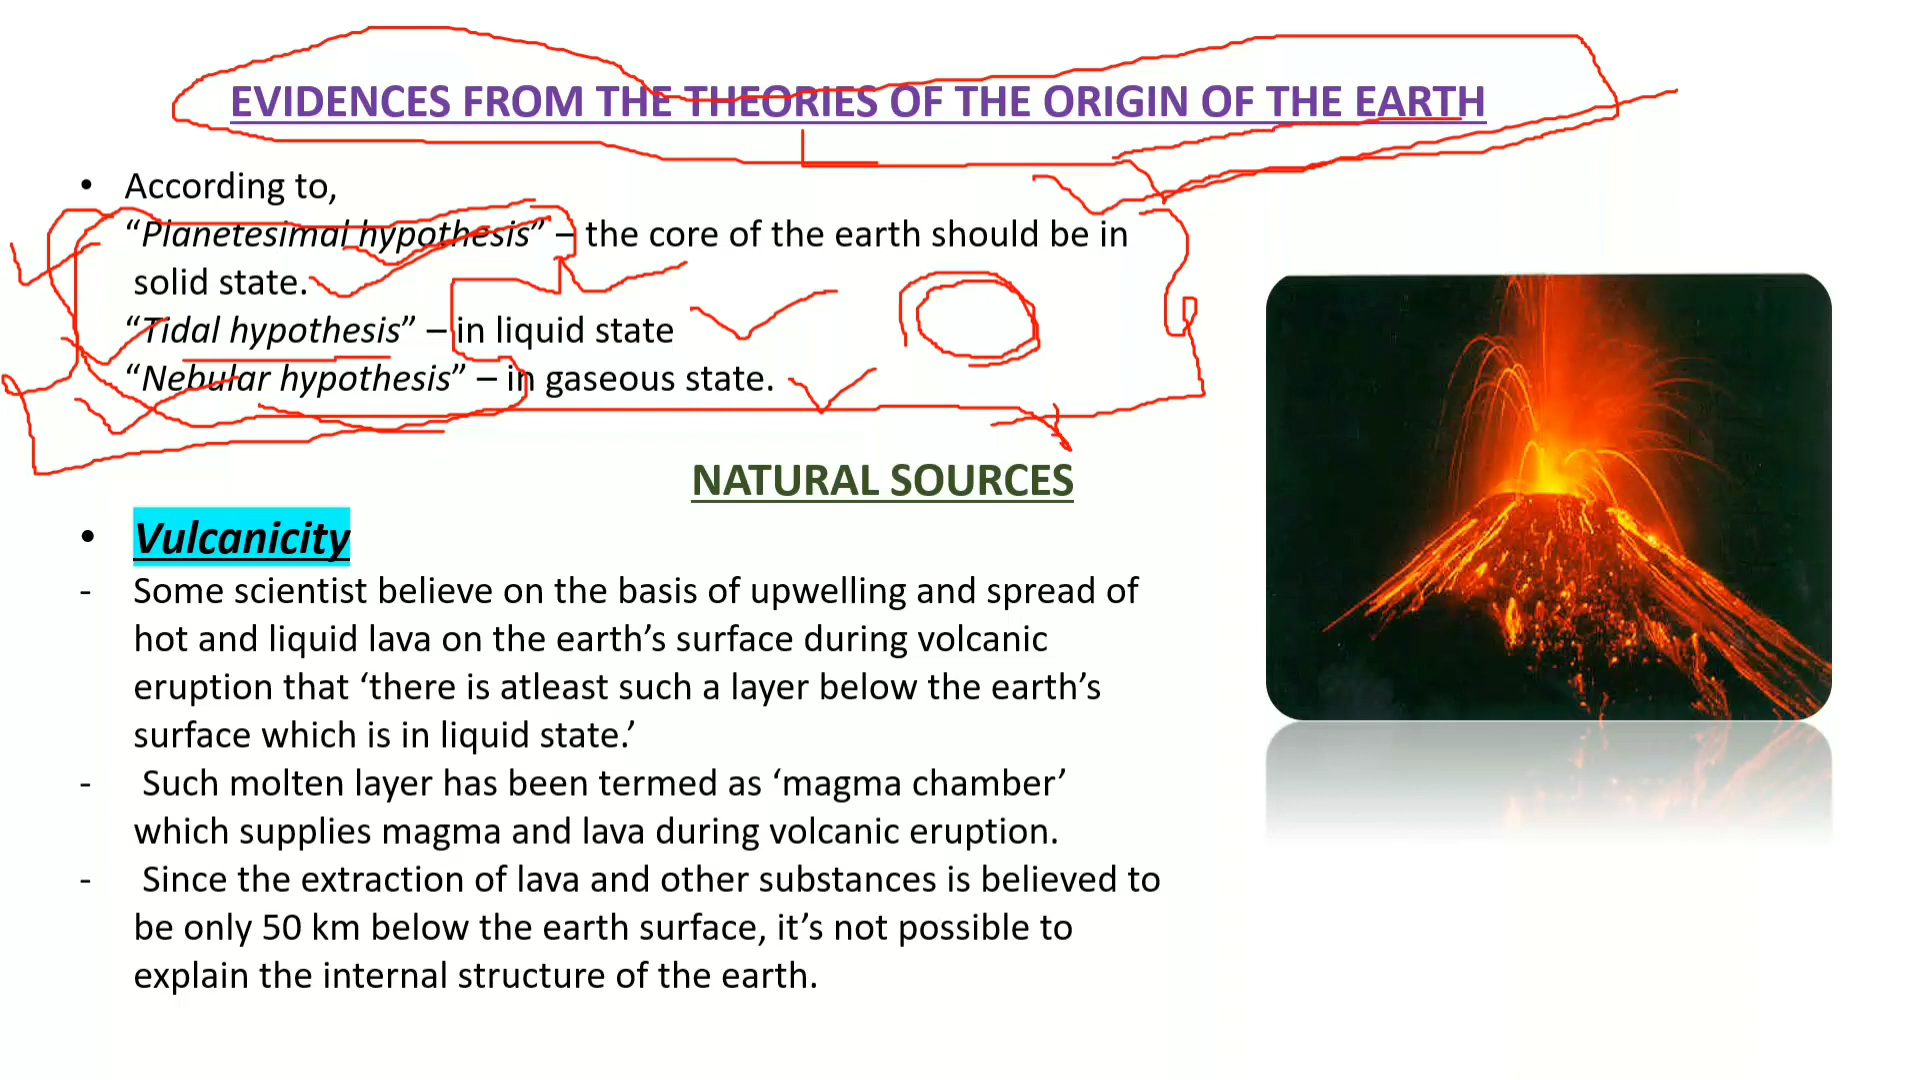 EVIDENCES FROM THE THEORIES OF THE ORIGIN OF THE EARTH
• According to,
“Planetesimal hypothesis” – the core of the earth should be in
solid state.
“Tidal hypothesis” – in liquid state
“Nebular hypothesis” – in gaseous state.
NATURAL SOURCES
• Vulcanicity
- Some scientist believe on the basis of upwelling and spread of
hot and liquid lava on the earth’s surface during volcanic
eruption that ‘there is atleast such a layer below the earth’s
surface which is in liquid state.’
- Such molten layer has been termed as ‘magma chamber’
which supplies magma and lava during volcanic eruption.
- Since the extraction of lava and other substances is believed to
be only 50 km below the earth surface, it’s not possible to
explain the internal structure of the earth.